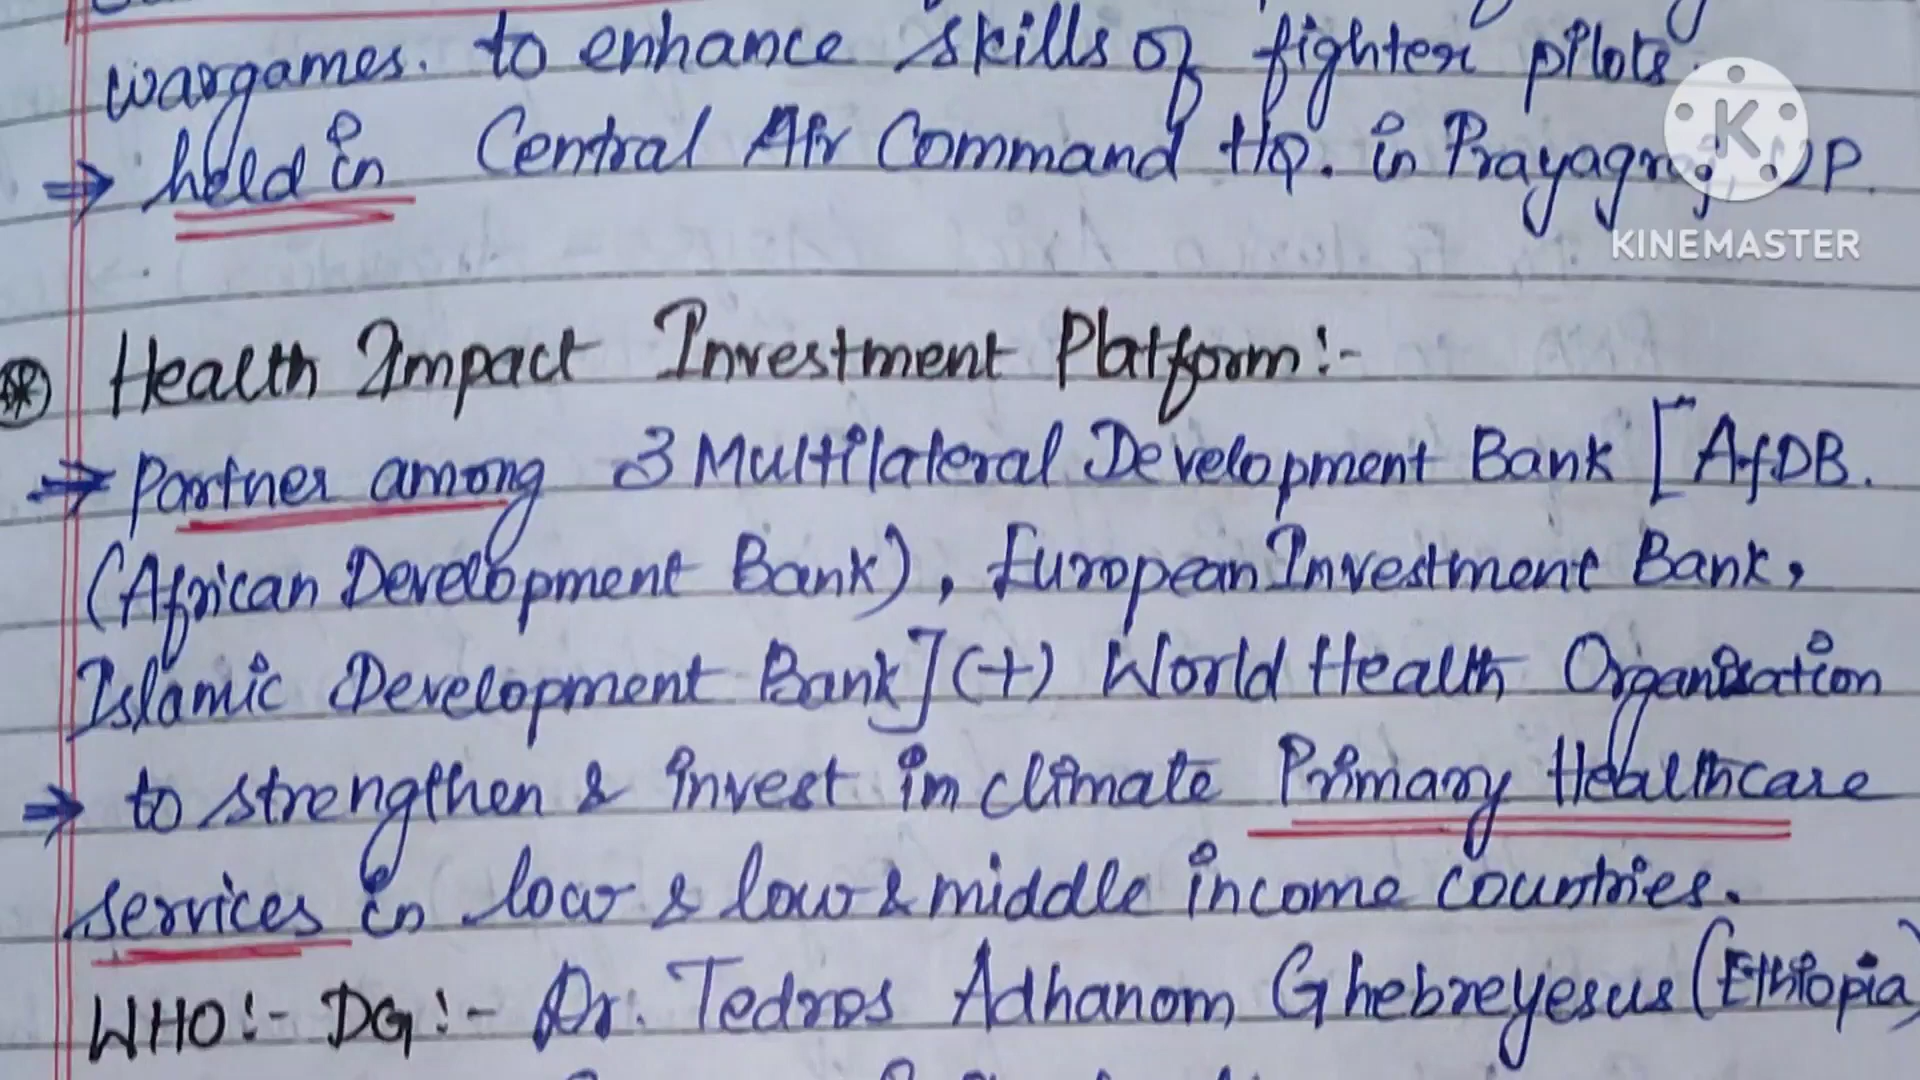 wargames. to enhance skills of fighter pilots.
⇒ held in Central Air Command HQ. in Prayagraj, UP.
K
KINEMASTER
Health Impact Investment Platform:-
⇒ Partner among 3 Multilateral Development Bank [AfDB.
(African Development Bank), European Investment Bank,
Islamic Development Bank] (+) World Health Organisation
⇒ to strengthen & invest in climate Primary Healthcare
services in low & low & middle income countries.
WHO:- DG:- Dr. Tedros Adhanom Ghebreyesus (Ethiopia)